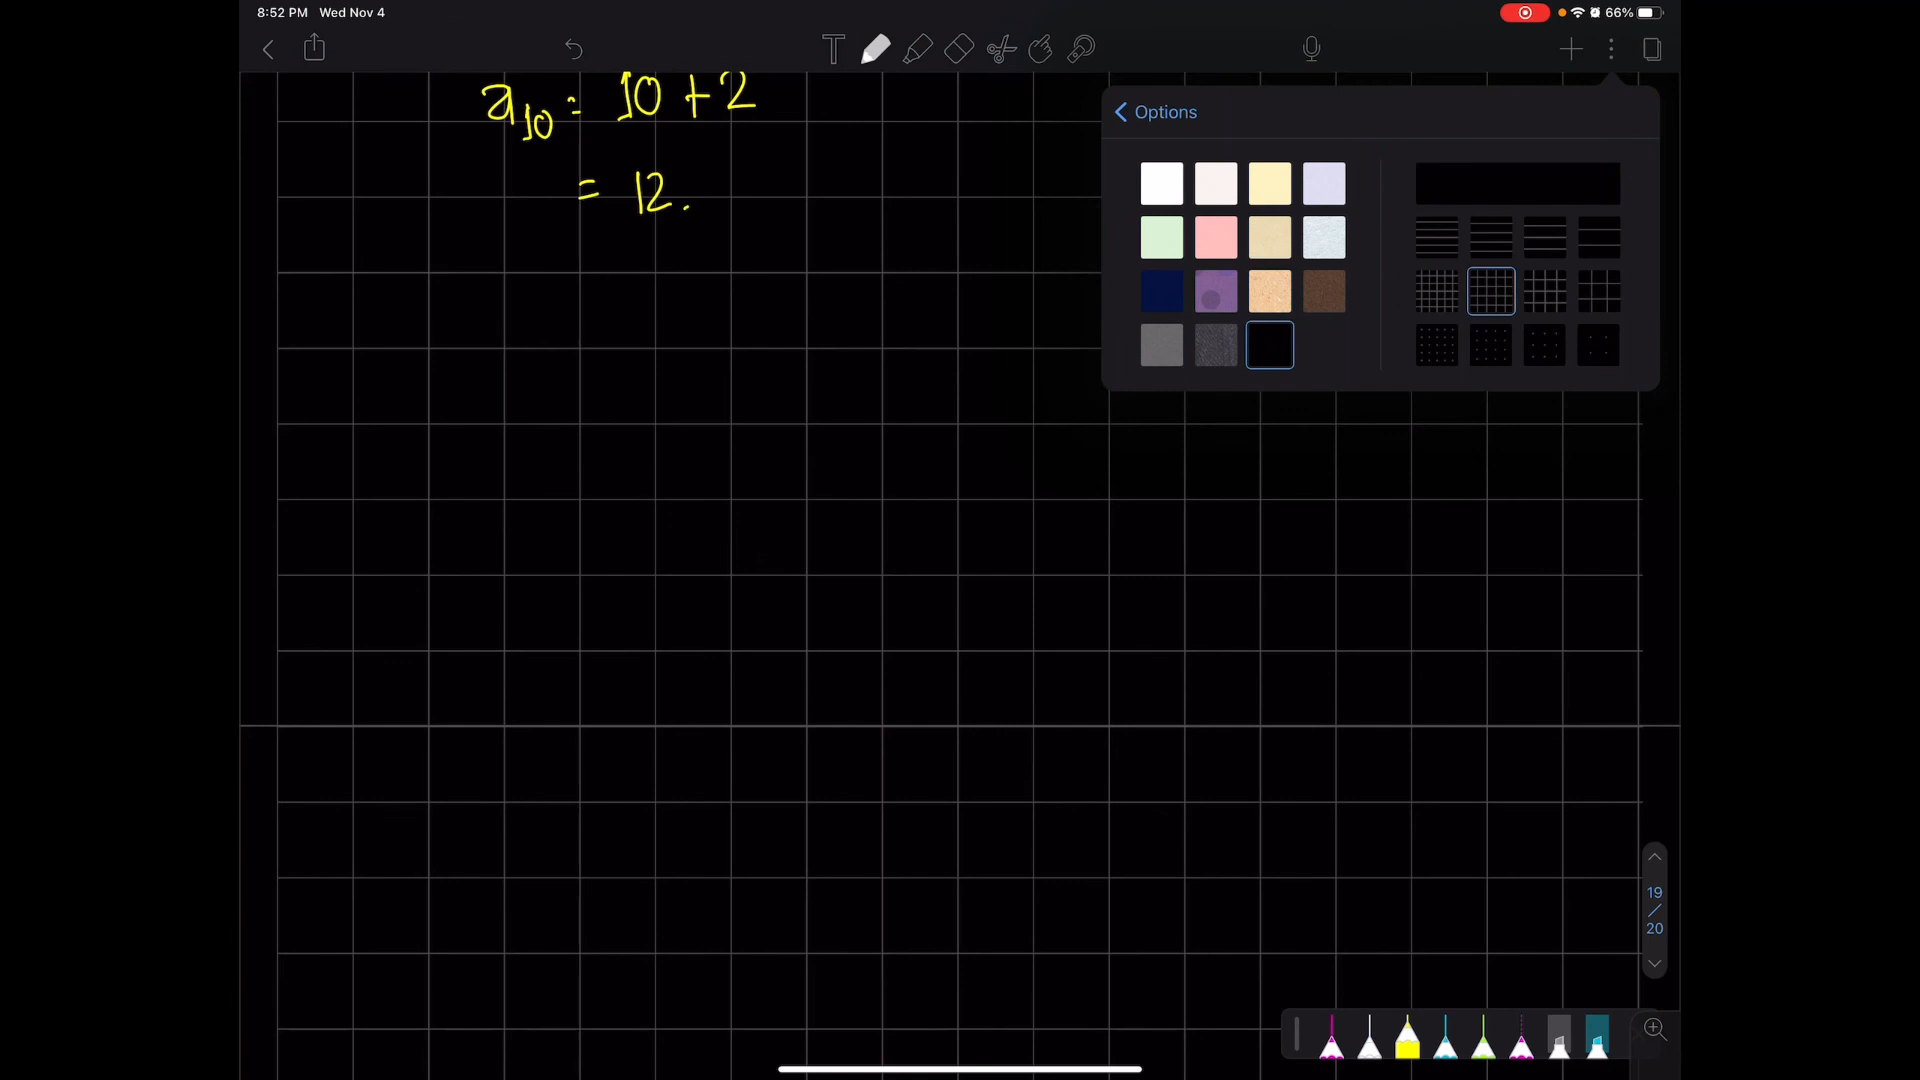 8:52 PM Wed Nov 4
66%
a10 = 10 + 2
= 12.
Options
19
/
20